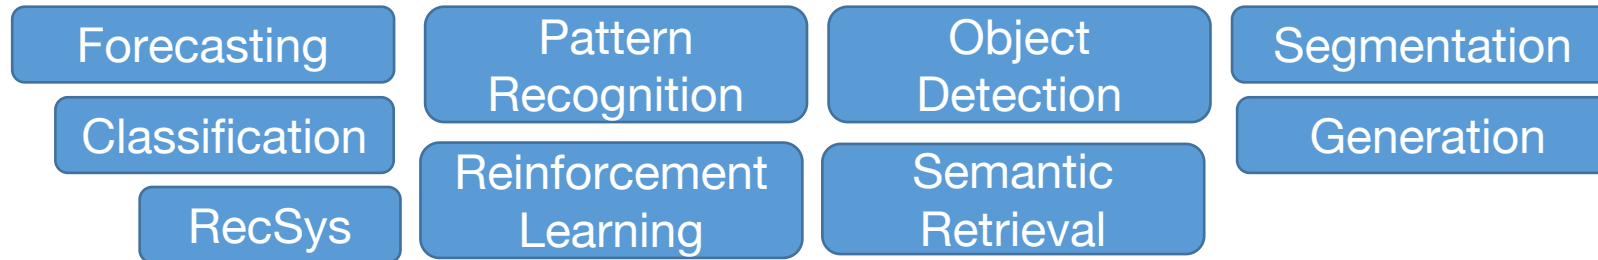 Forecasting
Classification
RecSys
Pattern
Recognition
Reinforcement
Learning
Object
Detection
Semantic
Retrieval
Segmentation
Generation